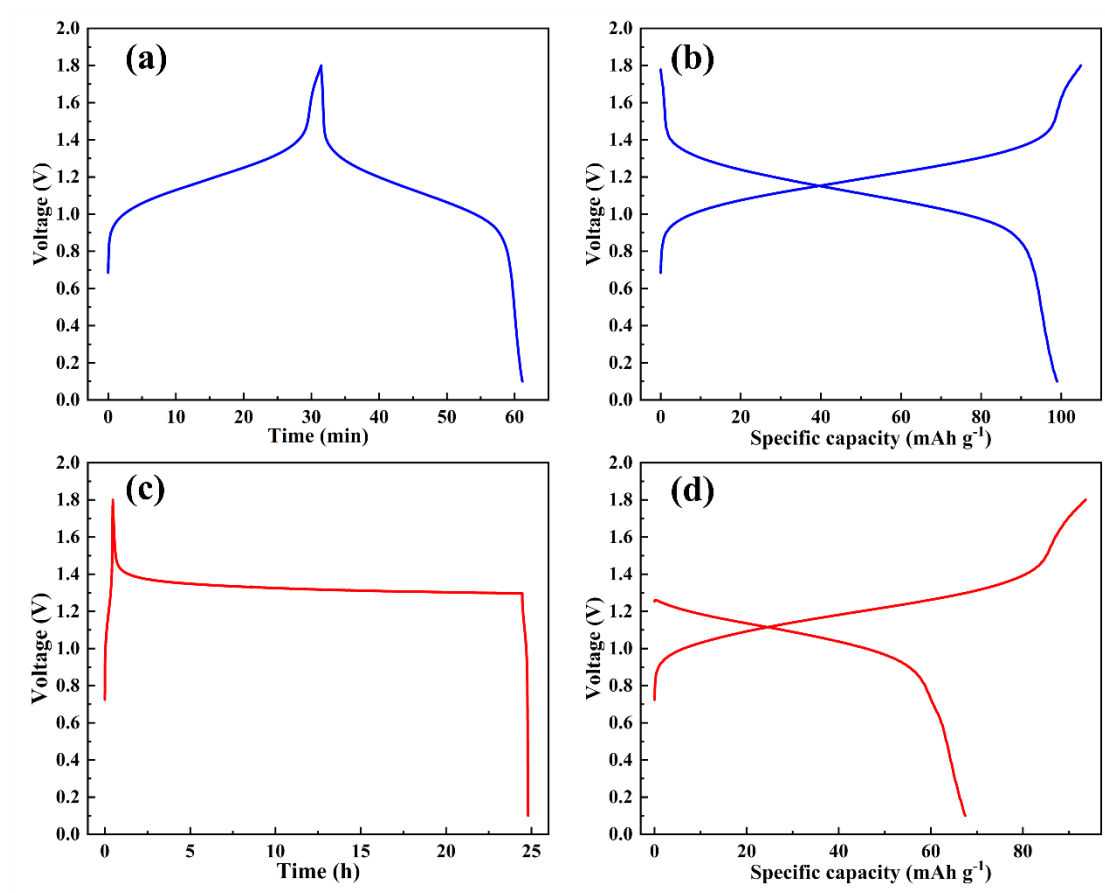 (a)
2.0
1.8
1.6
1.4
1.2
1.0
0.8
0.6
0.4
0.2
0.0
Voltage (V)
0 10 20 30 40 50 60
Time (min)
(b)
2.0
1.8
1.6
1.4
1.2
1.0
0.8
0.6
0.4
0.2
0.0
Voltage (V)
0 20 40 60 80 100
Specific capacity (mAh g⁻¹)
(c)
2.0
1.8
1.6
1.4
1.2
1.0
0.8
0.6
0.4
0.2
0.0
Voltage (V)
0 5 10 15 20 25
Time (h)
(d)
2.0
1.8
1.6
1.4
1.2
1.0
0.8
0.6
0.4
0.2
0.0
Voltage (V)
0 20 40 60 80
Specific capacity (mAh g⁻¹)